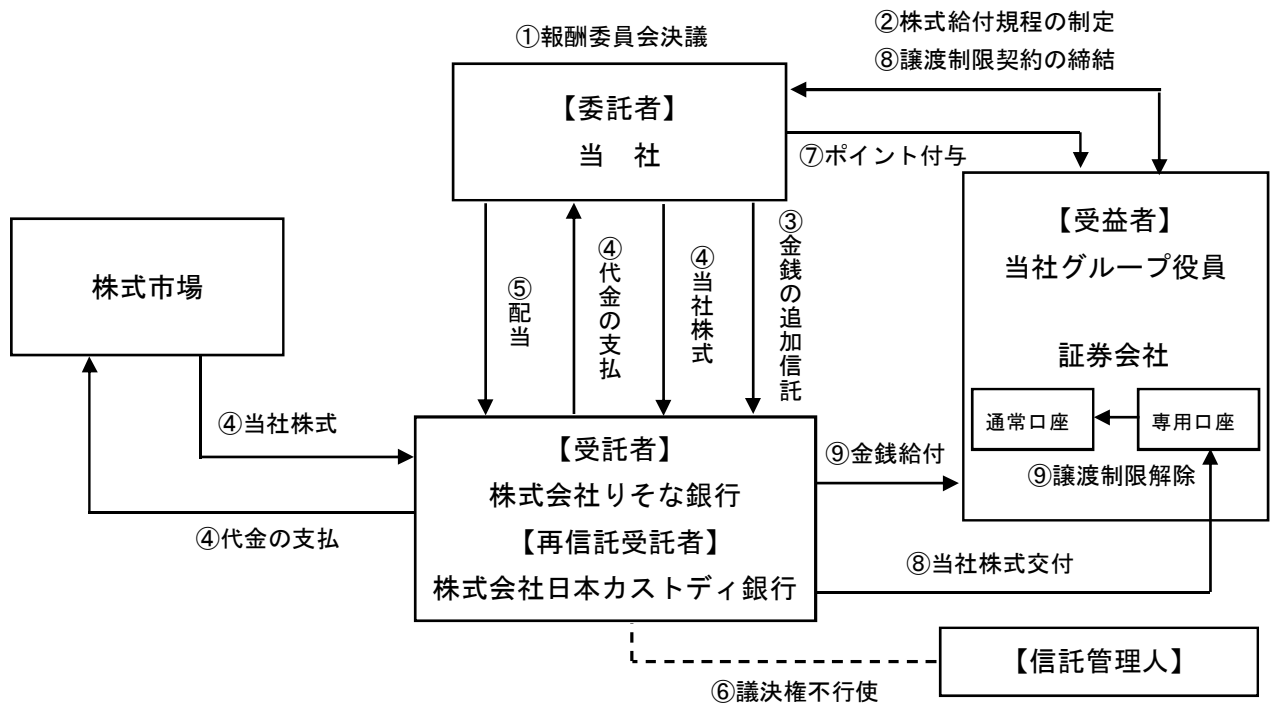 ②株式給付規程の制定
①報酬委員会決議
⑧譲渡制限契約の締結
【委託者】
当 社
⑦ポイント付与
【受益者】
当社グループ役員
証券会社
通常口座
専用口座
⑨譲渡制限解除
株式市場
⑤配当
④代金の支払
④当社株式
③金銭の追加信託
④当社株式
④代金の支払
【受託者】
株式会社りそな銀行
【再信託受託者】
株式会社日本カストディ銀行
⑨金銭給付
⑧当社株式交付
【信託管理人】
⑥議決権不行使